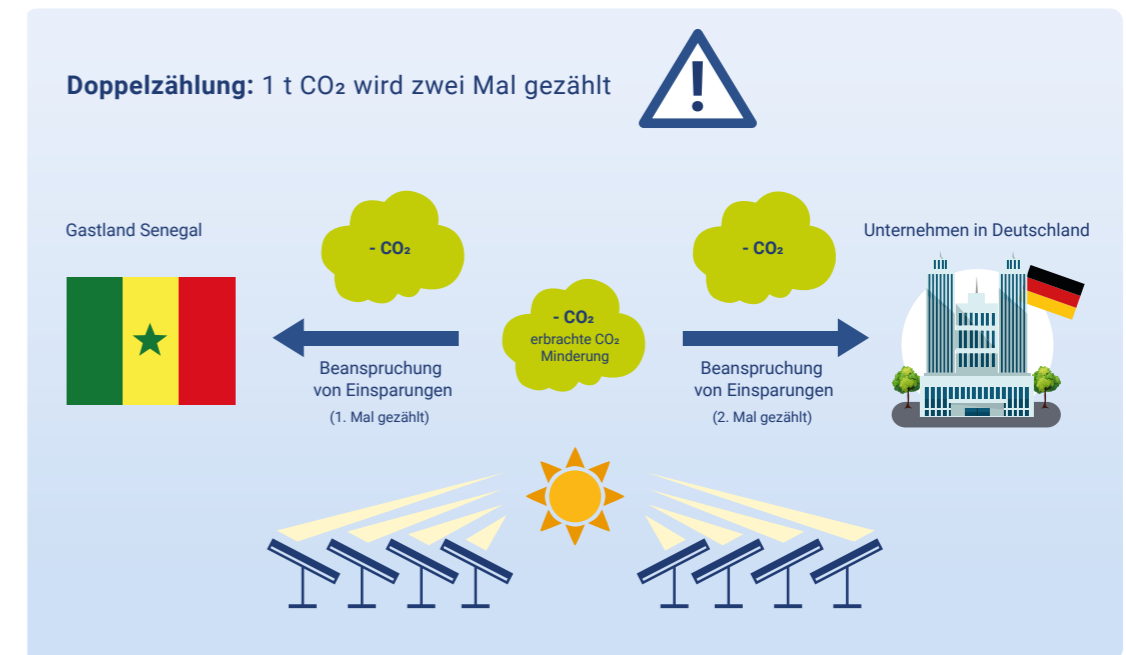 Doppelzählung: 1 t CO₂ wird zwei Mal gezählt
!
Gastland Senegal
- CO₂
- CO₂
Unternehmen in Deutschland
- CO₂
erbrachte CO₂
Minderung
Beanspruchung
von Einsparungen
(1. Mal gezählt)
Beanspruchung
von Einsparungen
(2. Mal gezählt)